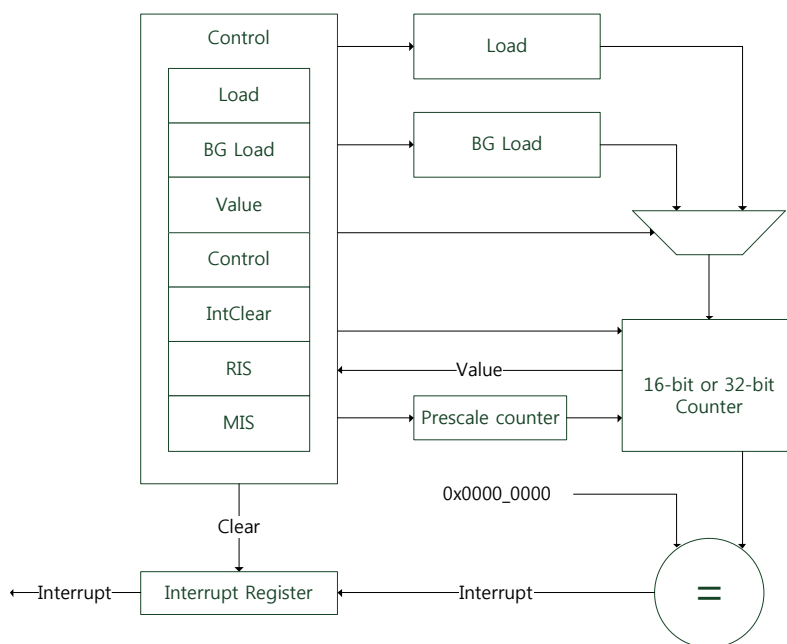 Control
Load
BG Load
Value
Control
IntClear
RIS
MIS
Load
BG Load
Value
Prescale counter
16-bit or 32-bit
Counter
0x0000_0000
Clear
Interrupt
Interrupt Register
Interrupt
=